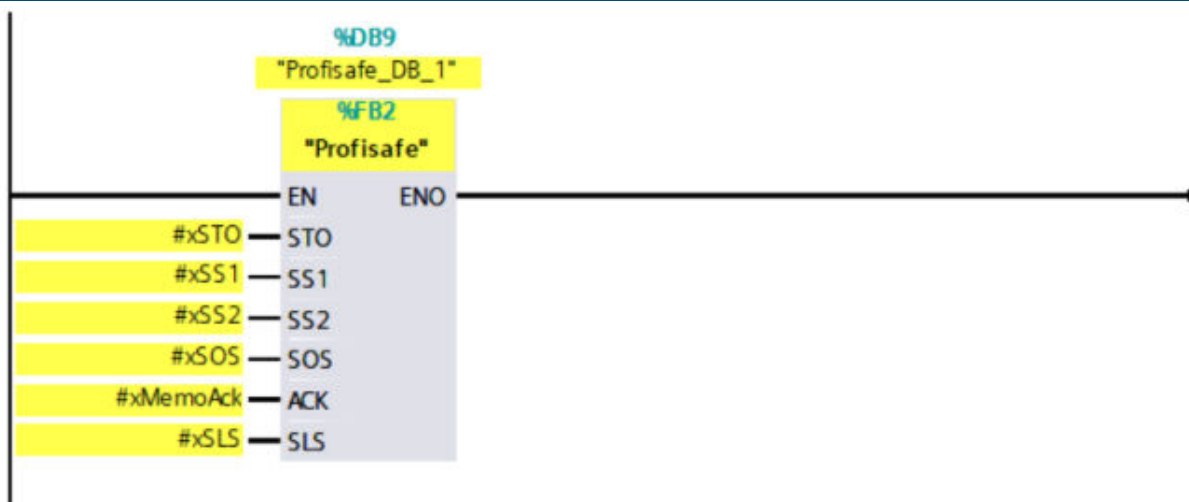 %DB9
"Profisafe_DB_1"
%FB2
"Profisafe"
EN ENO
#xSTO STO
#xSS1 SS1
#xSS2 SS2
#xSOS SOS
#xMemoAck ACK
#xSLS SLS